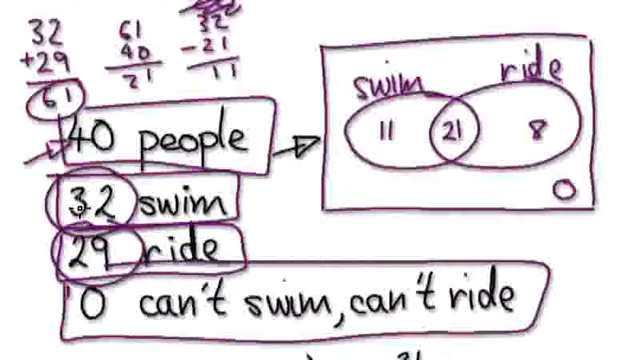 32 61 32
+29 40 -21
61 21 11
40 people
32 swim
29 ride
0 can't swim, can't ride
swim ride
11 21 8
0